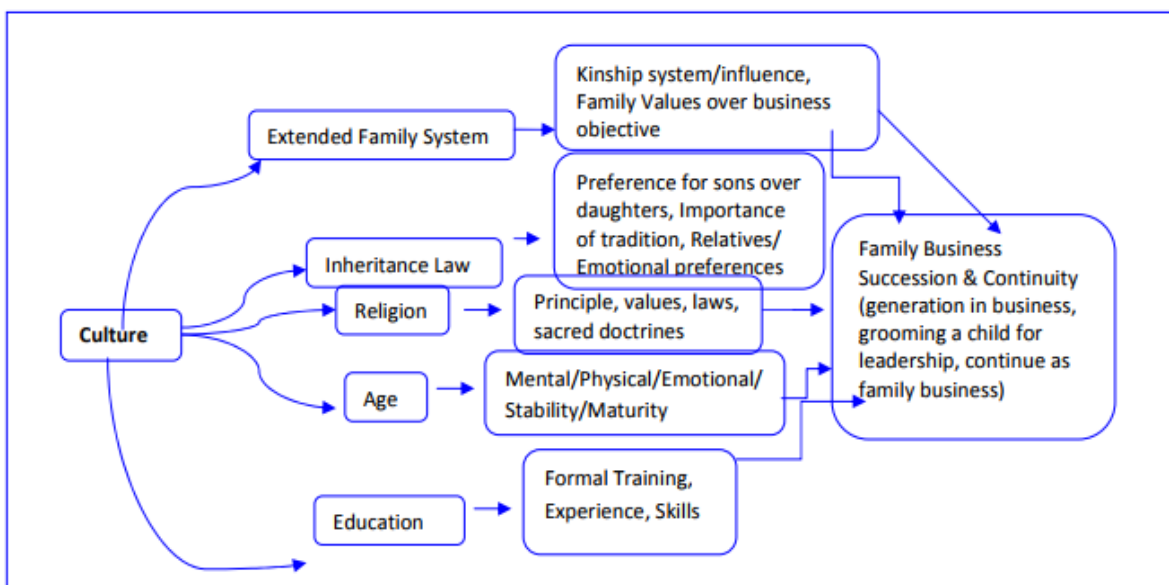 Kinship system/influence,
Family Values over business
objective
Extended Family System
Preference for sons over
daughters, Importance
of tradition, Relatives/
Emotional preferences
Inheritance Law
Family Business
Succession & Continuity
(generation in business,
grooming a child for
leadership, continue as
family business)
Religion
Principle, values, laws,
sacred doctrines
Culture
Age
Mental/Physical/Emotional/
Stability/Maturity
Education
Formal Training,
Experience, Skills